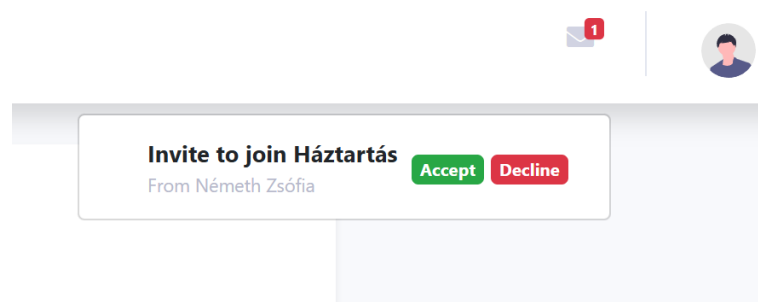 1
Invite to join Háztartás
From Németh Zsófia
Accept
Decline